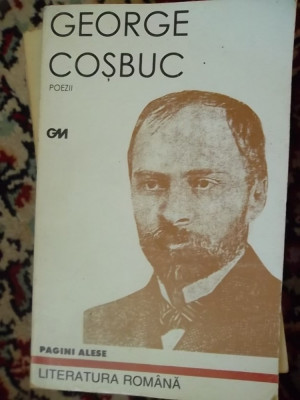 GEORGE
COȘBUC
POEZII
GM
PAGINI ALESE
LITERATURA ROMÂNĂ